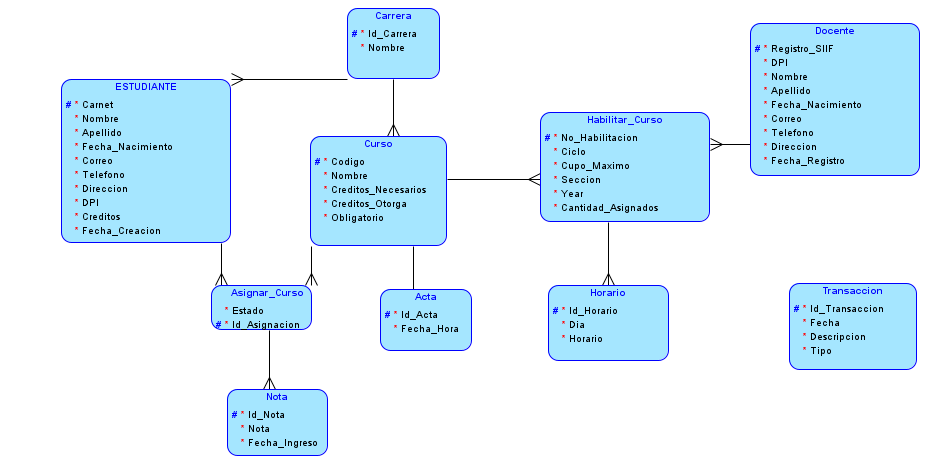 Carrera
# * Id_Carrera
* Nombre
Docente
# * Registro_SIIF
* DPI
* Nombre
* Apellido
* Fecha_Nacimiento
* Correo
* Telefono
* Direccion
* Fecha_Registro
ESTUDIANTE
# * Carnet
* Nombre
* Apellido
* Fecha_Nacimiento
* Correo
* Telefono
* Direccion
* DPI
* Creditos
* Fecha_Creacion
Curso
# * Codigo
* Nombre
* Creditos_Necesarios
* Creditos_Otorga
* Obligatorio
Habilitar_Curso
# * No_Habilitacion
* Ciclo
* Cupo_Maximo
* Seccion
* Year
* Cantidad_Asignados
Asignar_Curso
* Estado
# * Id_Asignacion
Acta
# * Id_Acta
* Fecha_Hora
Horario
# * Id_Horario
* Dia
* Horario
Transaccion
# * Id_Transaccion
* Fecha
* Descripcion
* Tipo
Nota
# * Id_Nota
* Nota
* Fecha_Ingreso